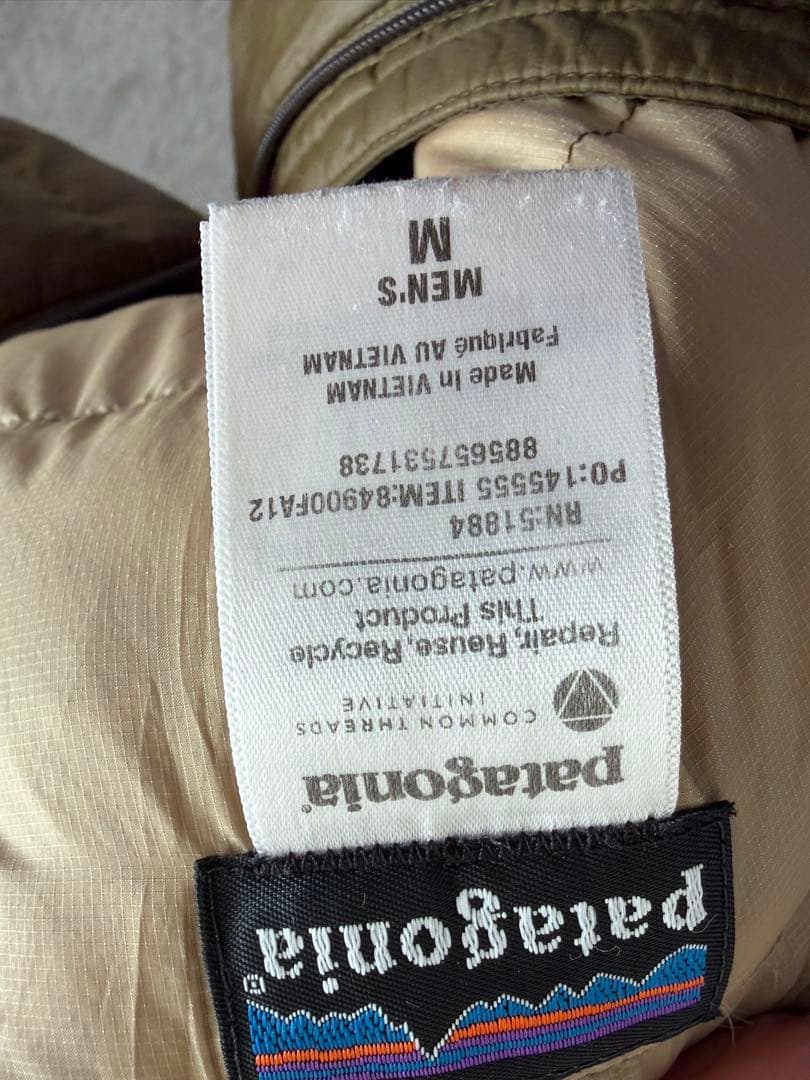 patagonia®
patagonia®
COMMON THREADS
INITIATIVE
Repair, Reuse, Recycle
This Product
www.patagonia.com
RN:51884
PO:145555 ITEM:84900FA12
885657531738
Made in VIETNAM
Fabriqué AU VIETNAM
MEN'S
M